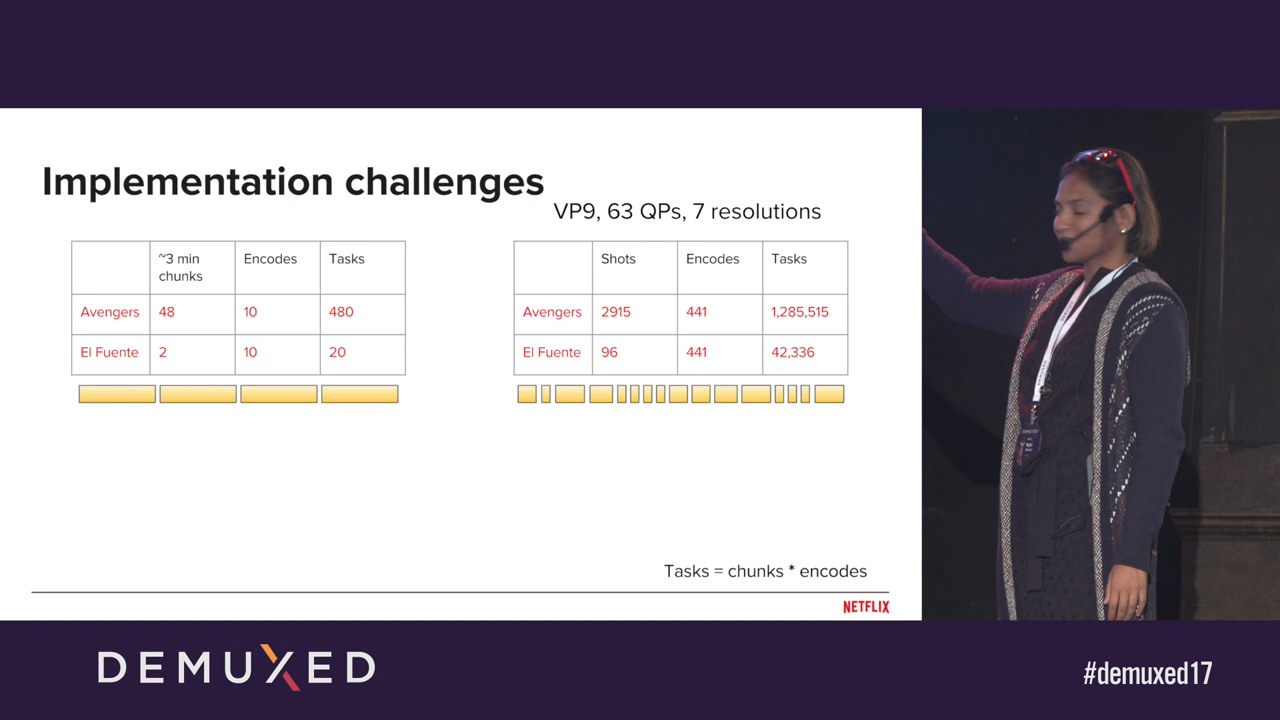 Implementation challenges
VP9, 63 QPs, 7 resolutions
~3 min chunks Encodes Tasks
Avengers 48 10 480
El Fuente 2 10 20
Shots Encodes Tasks
Avengers 2915 441 1,285,515
El Fuente 96 441 42,336
Tasks = chunks * encodes
NETFLIX
DEMUXED
#demuxed17